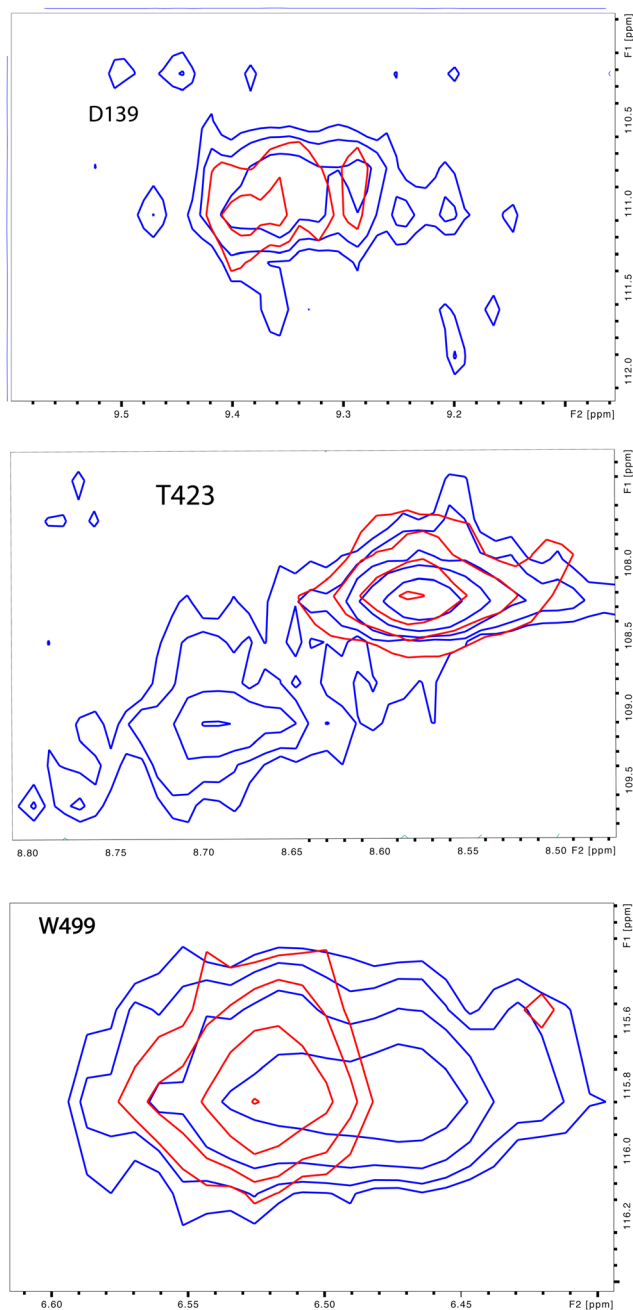 D139
F1 [ppm]
110.5
111.0
111.5
112.0
9.5 9.4 9.3 9.2 F2 [ppm]
T423
F1 [ppm]
108.0
108.5
109.0
109.5
8.80 8.75 8.70 8.65 8.60 8.55 8.50 F2 [ppm]
W499
F1 [ppm]
115.6
115.8
116.0
116.2
6.60 6.55 6.50 6.45 F2 [ppm]